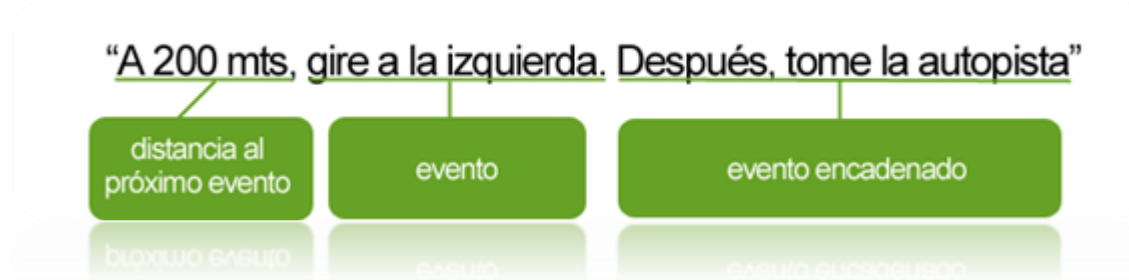 “A 200 mts, gire a la izquierda. Después, tome la autopista”
distancia al
próximo evento
evento
evento encadenado